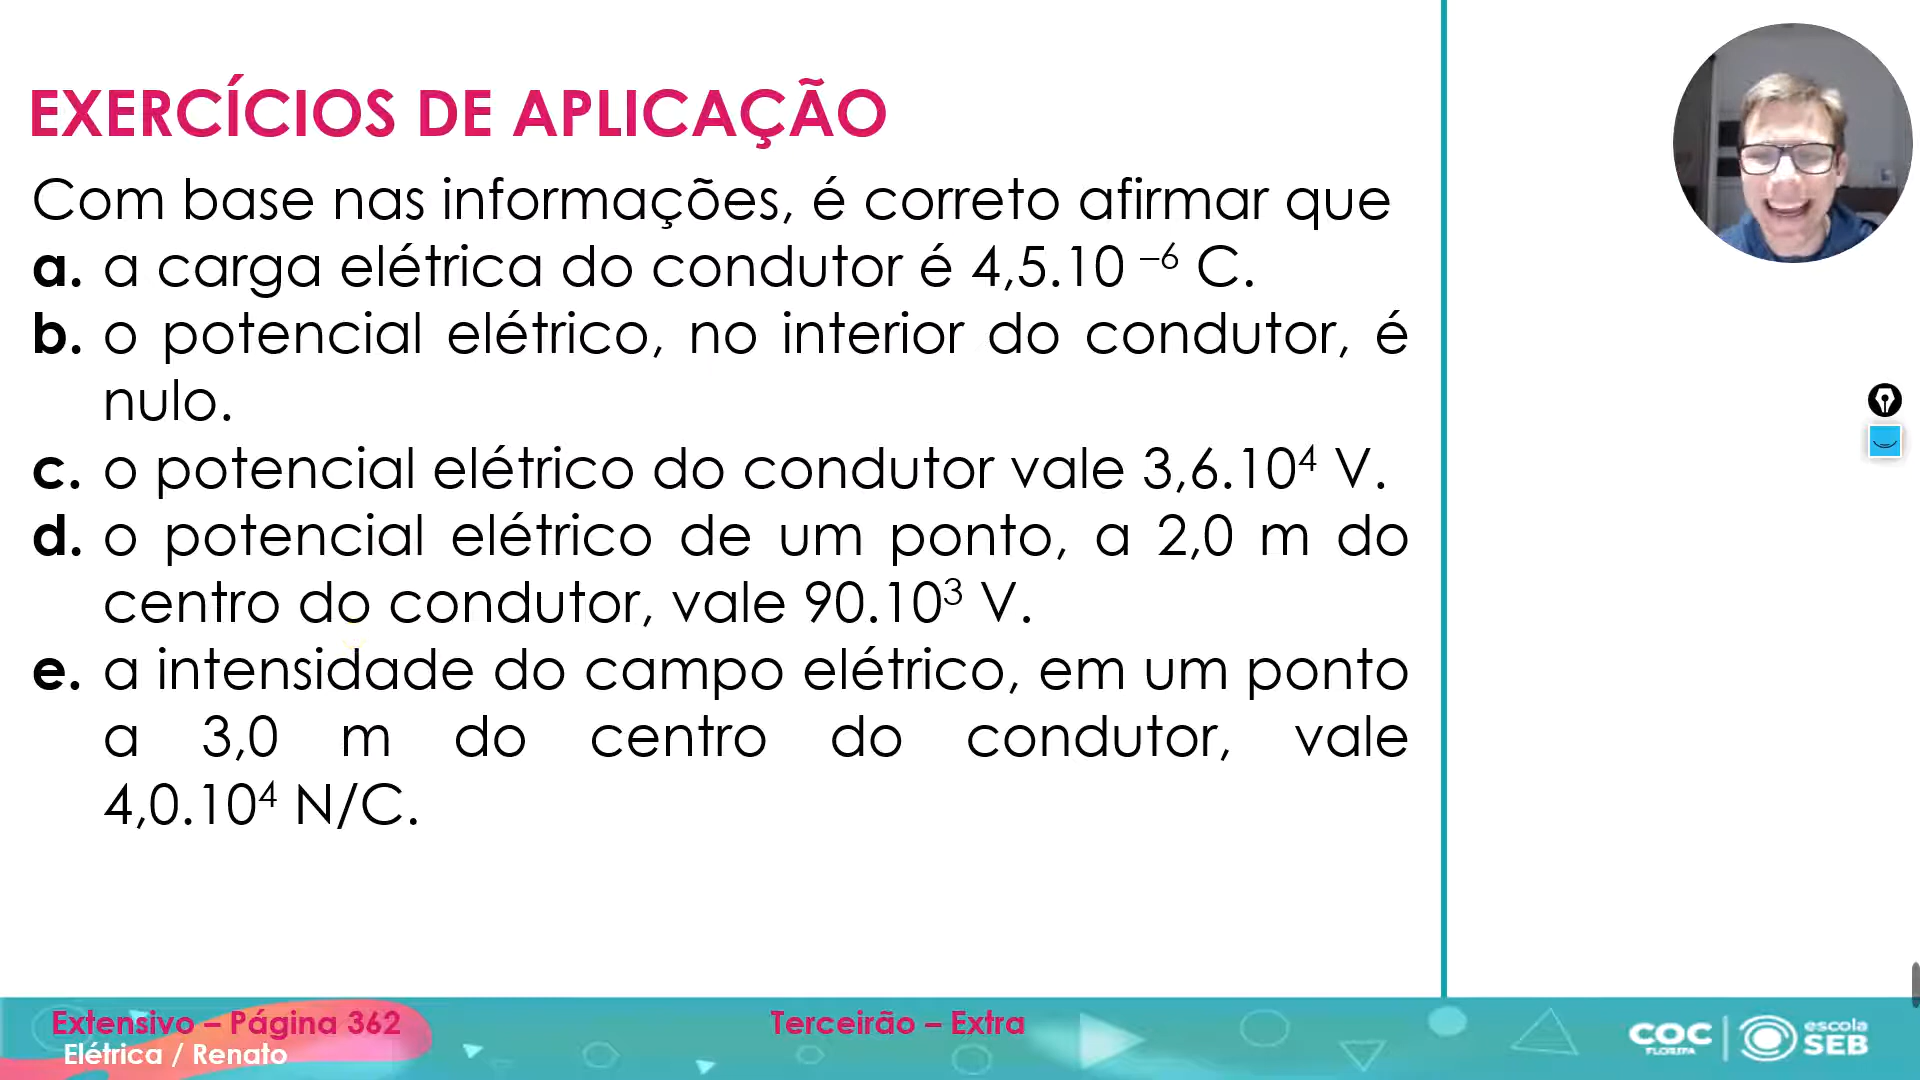 EXERCÍCIOS DE APLICAÇÃO
Com base nas informações, é correto afirmar que
a. a carga elétrica do condutor é 4,5.10 ⁻⁶ C.
b. o potencial elétrico, no interior do condutor, é
nulo.
c. o potencial elétrico do condutor vale 3,6.10⁴ V.
d. o potencial elétrico de um ponto, a 2,0 m do
centro do condutor, vale 90.10³ V.
e. a intensidade do campo elétrico, em um ponto
a 3,0 m do centro do condutor, vale
4,0.10⁴ N/C.
Extensivo – Página 362
Elétrica / Renato
Terceirão – Extra
COC
FLORIPA
escola
SEB